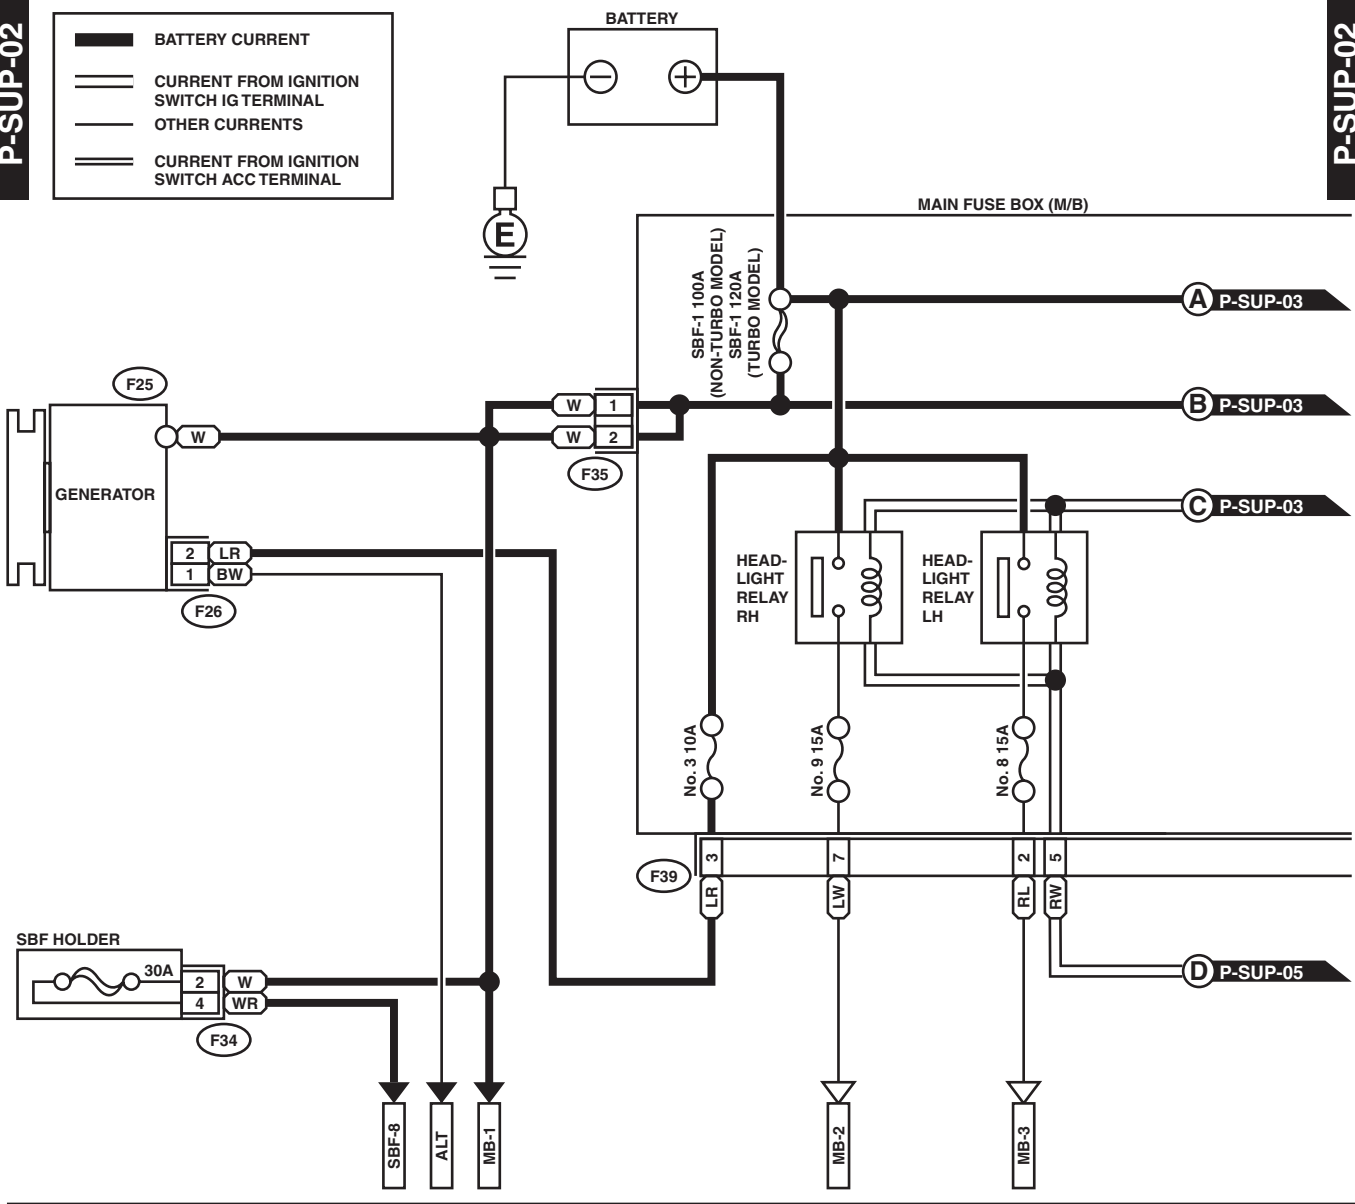 P-SUP-02
P-SUP-02
BATTERY CURRENT
CURRENT FROM IGNITION
SWITCH IG TERMINAL
OTHER CURRENTS
CURRENT FROM IGNITION
SWITCH ACC TERMINAL
BATTERY
−
+
E
MAIN FUSE BOX (M/B)
SBF-1 100A
(NON-TURBO MODEL)
SBF-1 120A
(TURBO MODEL)
A P-SUP-03
B P-SUP-03
C P-SUP-03
F25
W
GENERATOR
W 1
W 2
F35
2 LR
1 BW
F26
HEAD-
LIGHT
RELAY
RH
HEAD-
LIGHT
RELAY
LH
No. 3 10A
No. 9 15A
No. 8 15A
F39
3
7
2
5
LR
LW
RL
RW
D P-SUP-05
SBF HOLDER
30A
2 W
4 WR
F34
SBF-8
ALT
MB-1
MB-2
MB-3